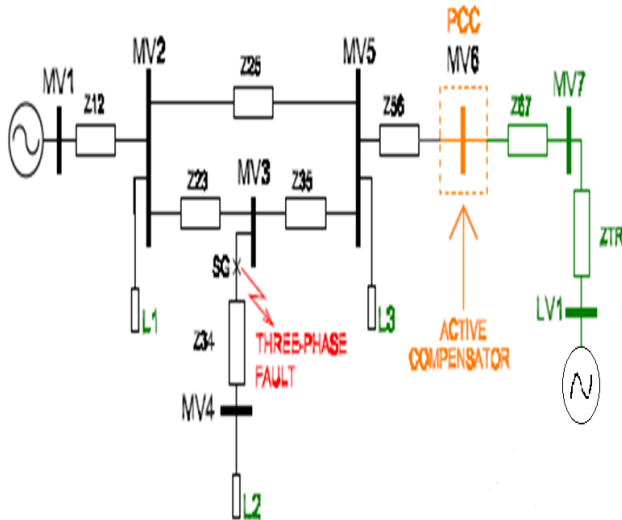 PCC
MV2
MV5
MV6
MV1
Z25
MV7
Z12
Z56
Z67
Z23
MV3
Z35
SG
ZTR
L1
L3
LV1
THREE-PHASE
FAULT
ACTIVE
COMPENSATOR
Z34
MV4
L2